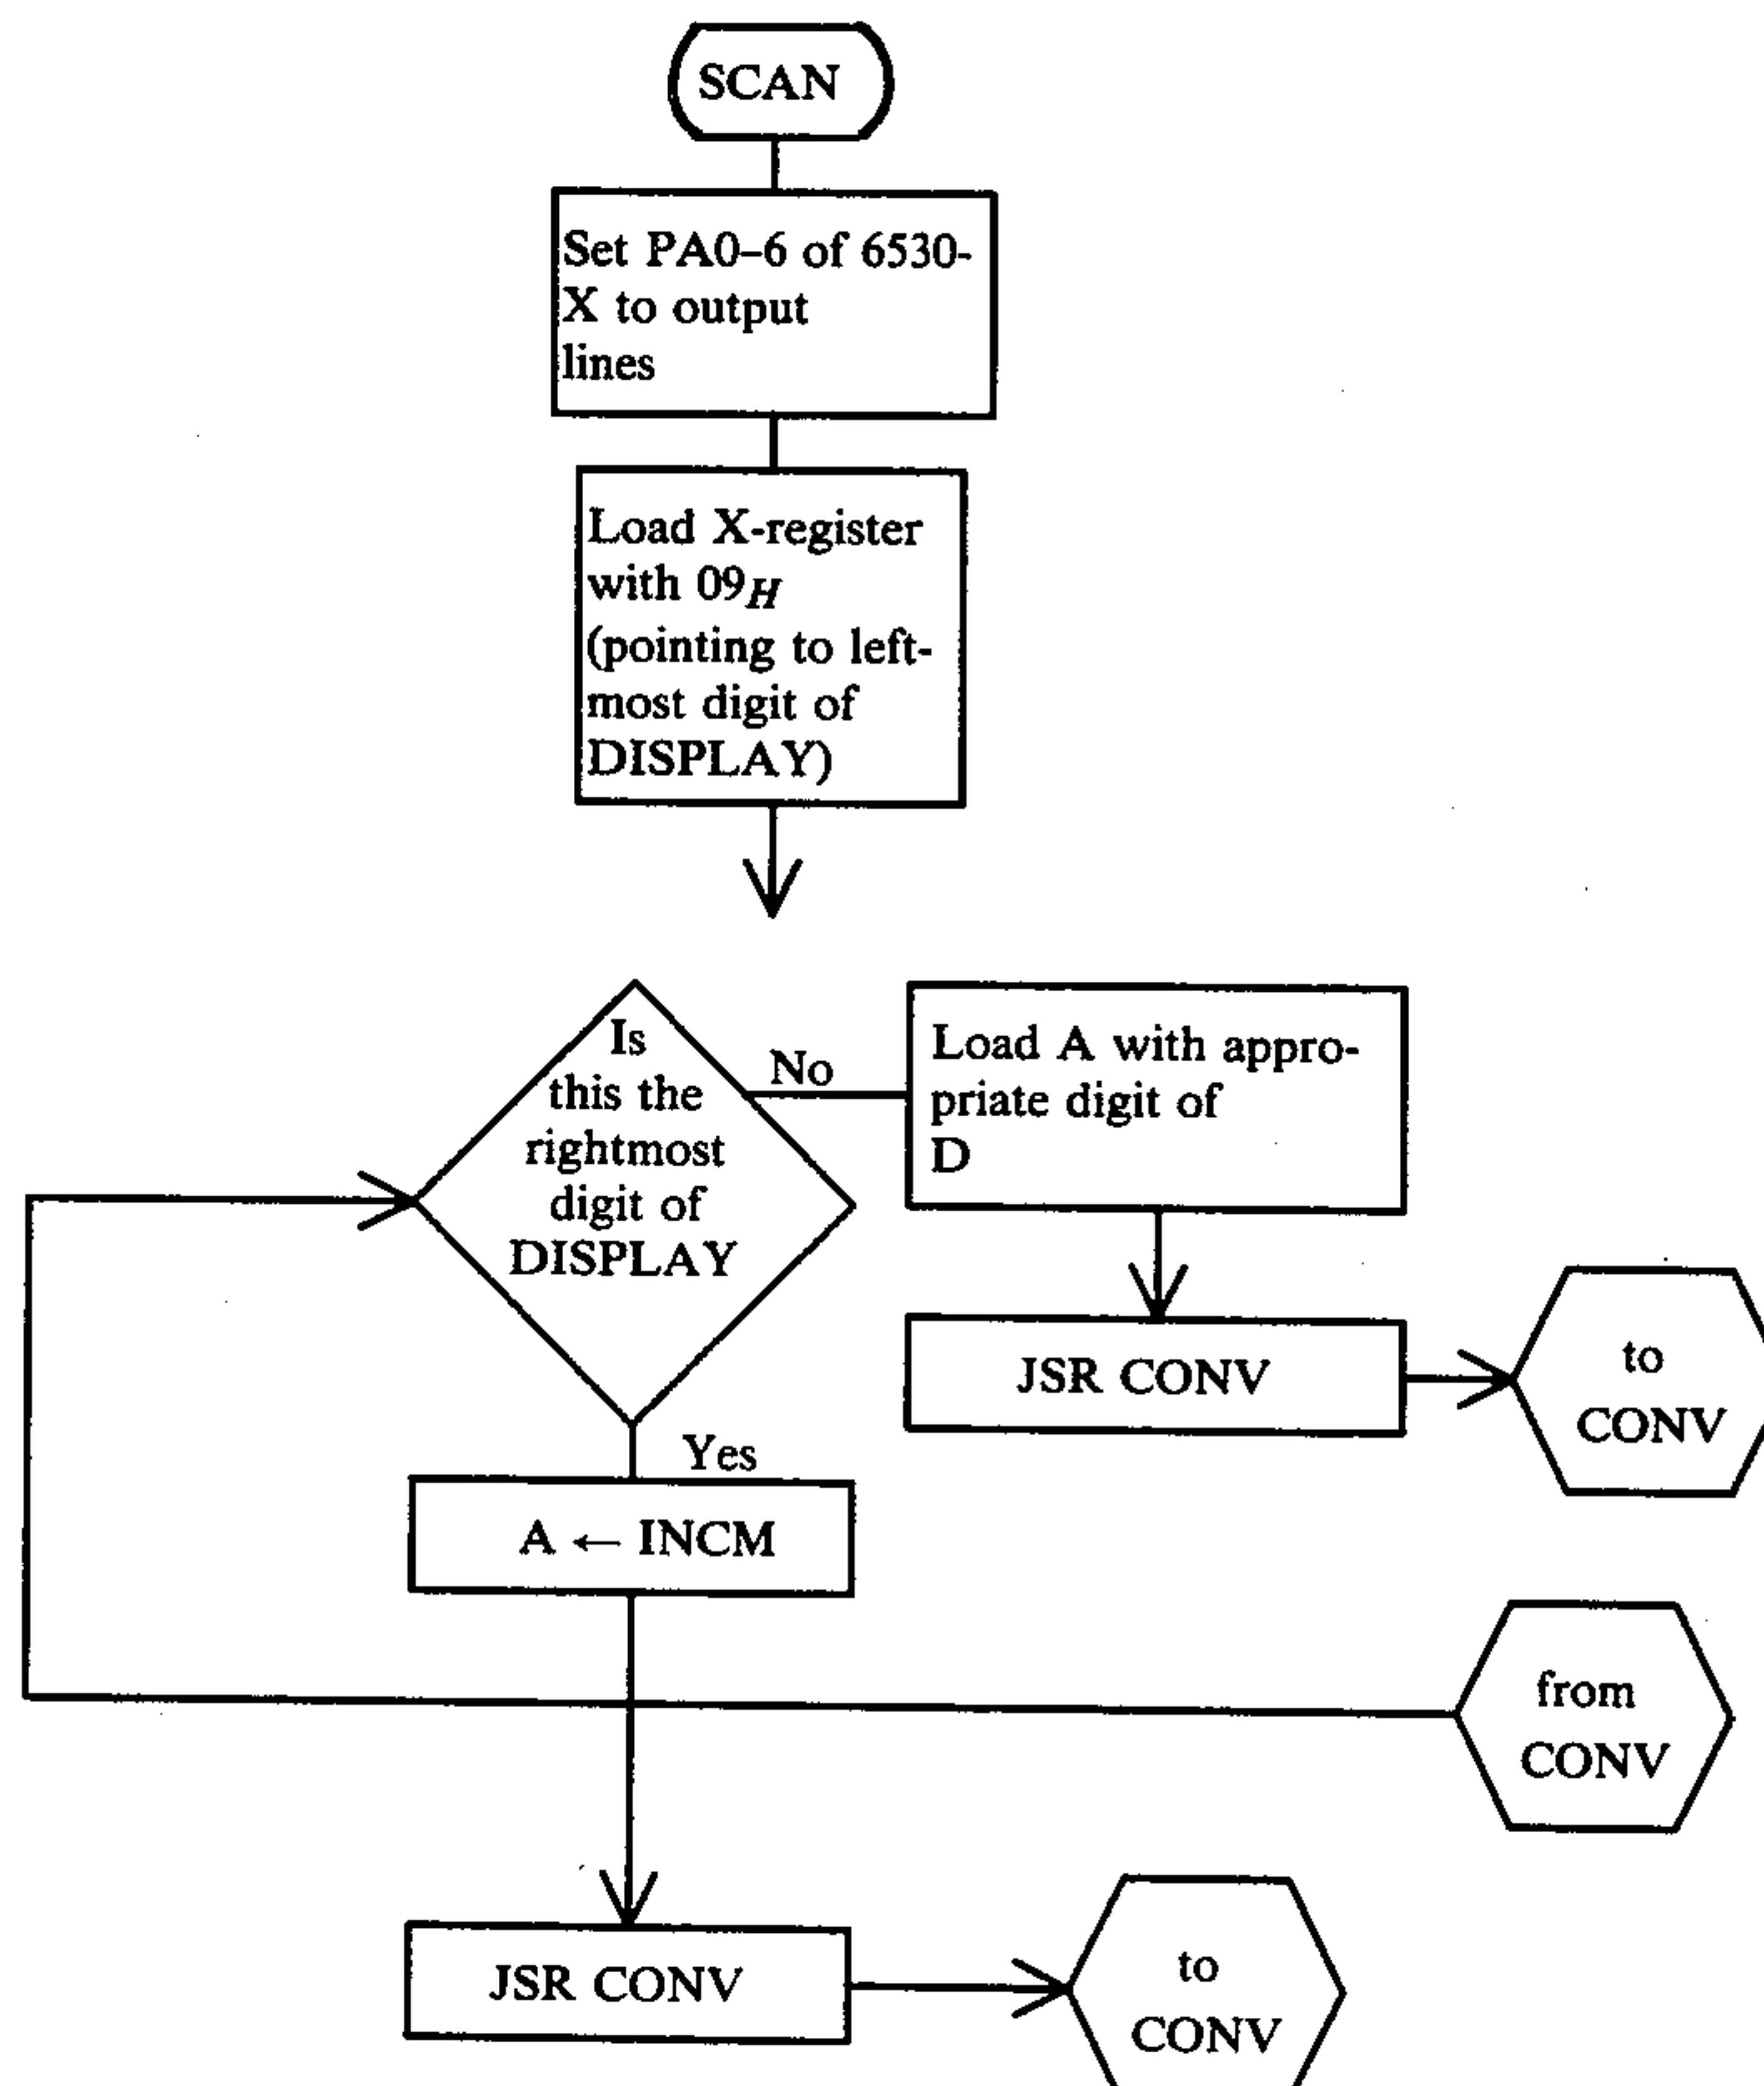 SCAN
Set PA0–6 of 6530-
X to output
lines
Load X-register
with 09H
(pointing to left-
most digit of
DISPLAY)
Is
this the
rightmost
digit of
DISPLAY
No
Load A with appro-
priate digit of
D
JSR CONV
to
CONV
Yes
A ← INCM
from
CONV
JSR CONV
to
CONV